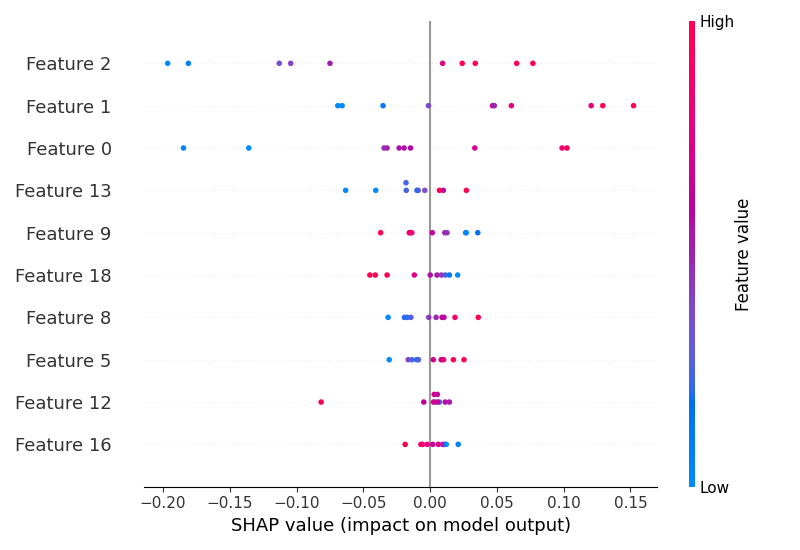 High
Feature 2
Feature 1
Feature 0
Feature 13
Feature 9
Feature 18
Feature 8
Feature 5
Feature 12
Feature 16
Feature value
Low
−0.20 −0.15 −0.10 −0.05 0.00 0.05 0.10 0.15
SHAP value (impact on model output)